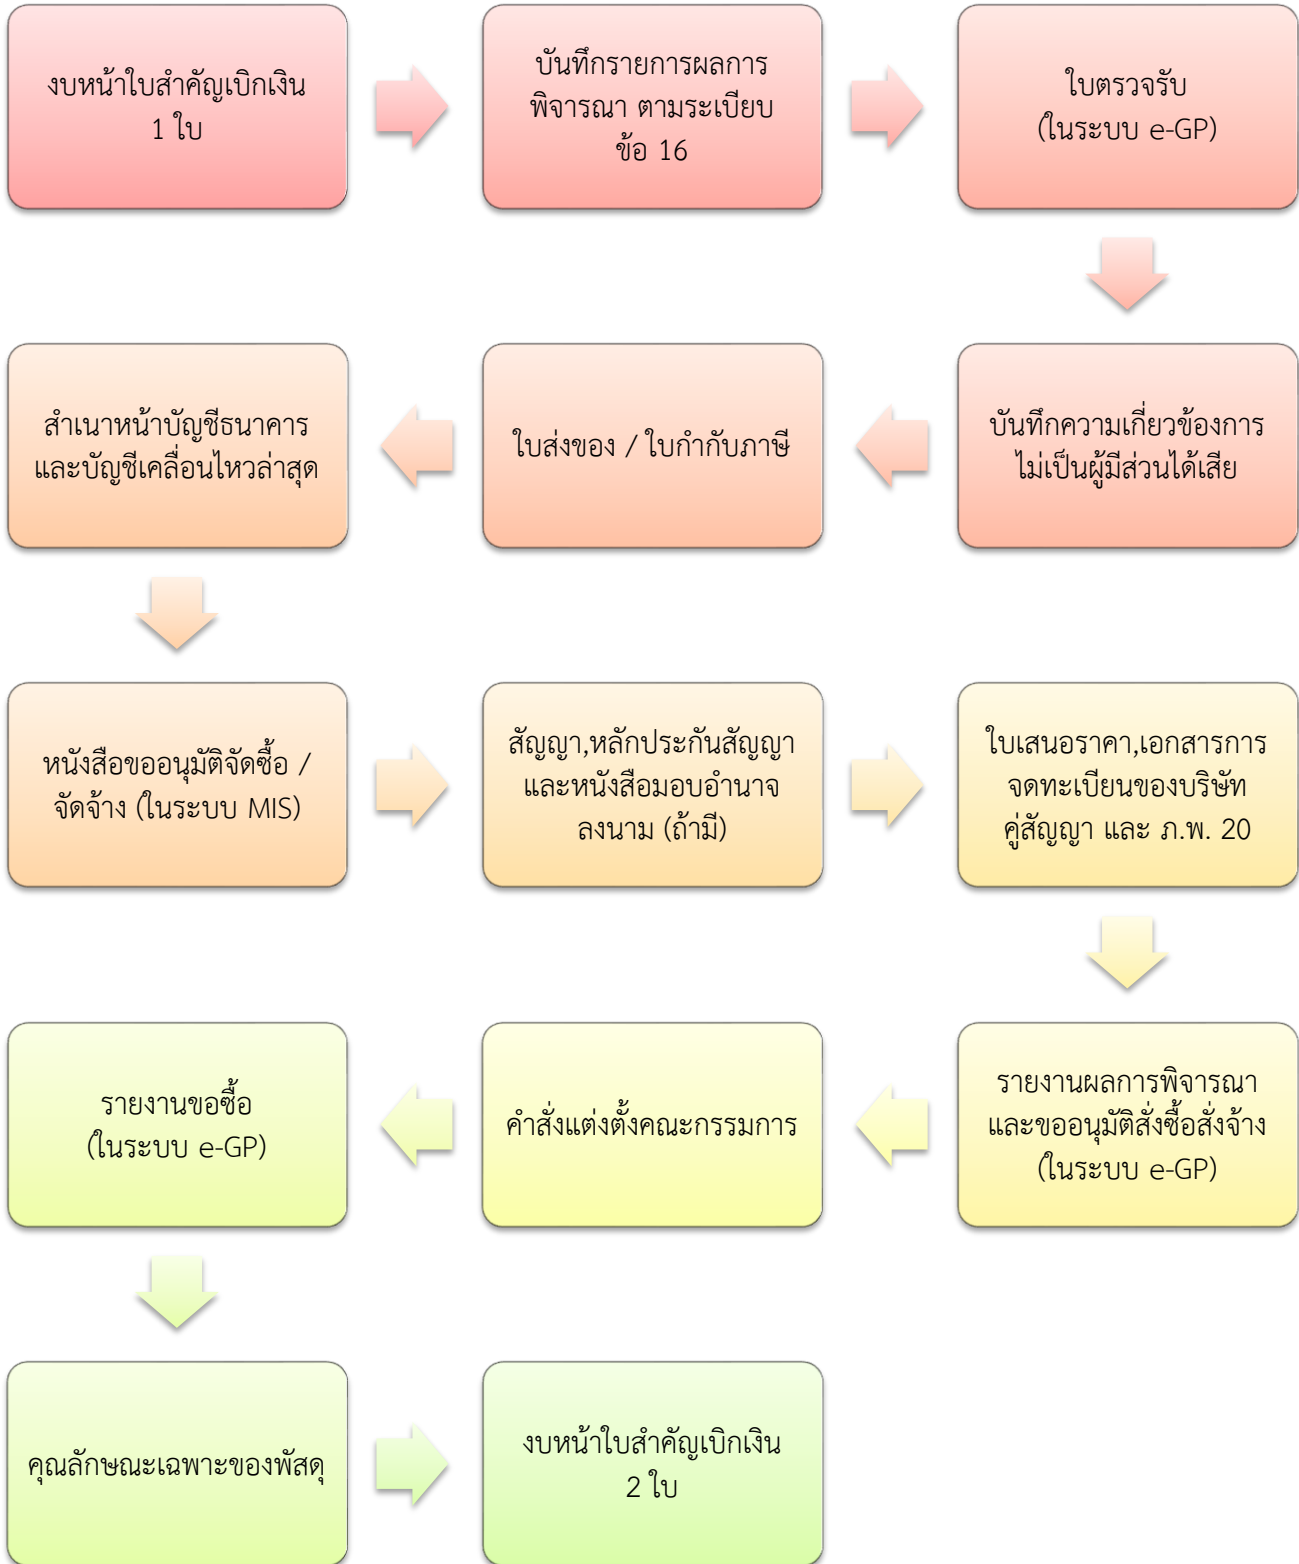 งบหน้าใบสำคัญเบิกเงิน
1 ใบ
บันทึกรายการผลการ
พิจารณา ตามระเบียบ
ข้อ 16
ใบตรวจรับ
(ในระบบ e-GP)
บันทึกความเกี่ยวข้องการ
ไม่เป็นผู้มีส่วนได้เสีย
ใบส่งของ / ใบกำกับภาษี
สำเนาหน้าบัญชีธนาคาร
และบัญชีเคลื่อนไหวล่าสุด
หนังสือขออนุมัติจัดซื้อ /
จัดจ้าง (ในระบบ MIS)
สัญญา,หลักประกันสัญญา
และหนังสือมอบอำนาจ
ลงนาม (ถ้ามี)
ใบเสนอราคา,เอกสารการ
จดทะเบียนของบริษัท
คู่สัญญา และ ภ.พ. 20
รายงานผลการพิจารณา
และขออนุมัติสั่งซื้อสั่งจ้าง
(ในระบบ e-GP)
คำสั่งแต่งตั้งคณะกรรมการ
รายงานขอซื้อ
(ในระบบ e-GP)
คุณลักษณะเฉพาะของพัสดุ
งบหน้าใบสำคัญเบิกเงิน
2 ใบ